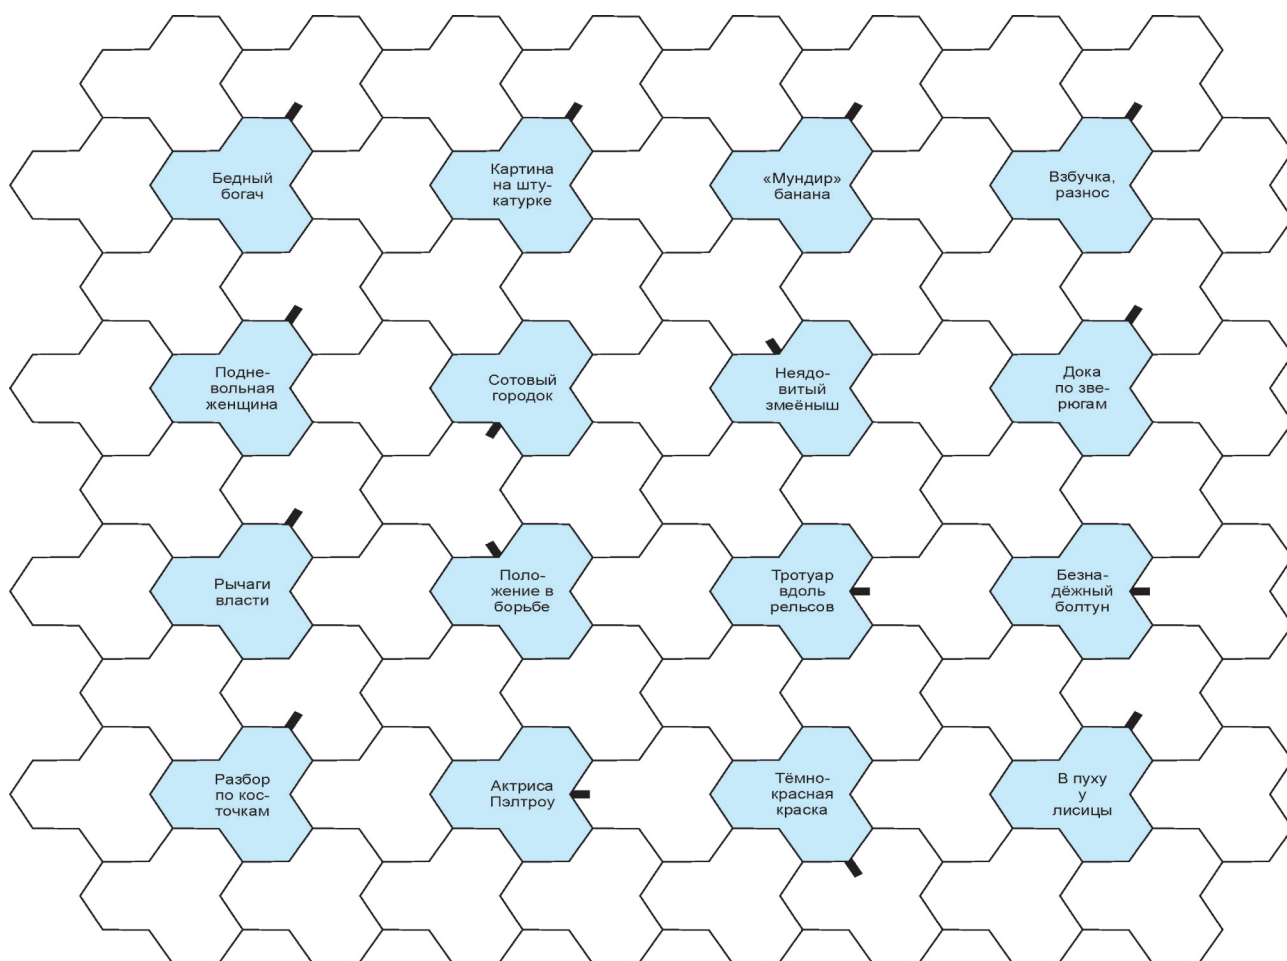 Бедный
богач
Картина
на шту-
катурке
«Мундир»
банана
Взбучка,
разнос
Подне-
вольная
женщина
Сотовый
городок
Неядо-
витый
змеёныш
Дока
по зве-
рюгам
Рычаги
власти
Поло-
жение в
борьбе
Тротуар
вдоль
рельсов
Безна-
дёжный
болтун
Разбор
по кос-
точкам
Актриса
Пэлтроу
Тёмно-
красная
краска
В пуху
у
лисицы